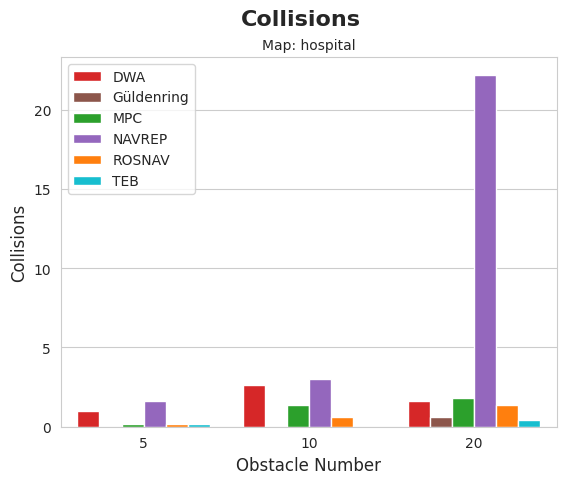 Collisions
Map: hospital
DWA
Güldenring
MPC
NAVREP
ROSNAV
TEB
Collisions
20
15
10
5
0
5 10 20
Obstacle Number